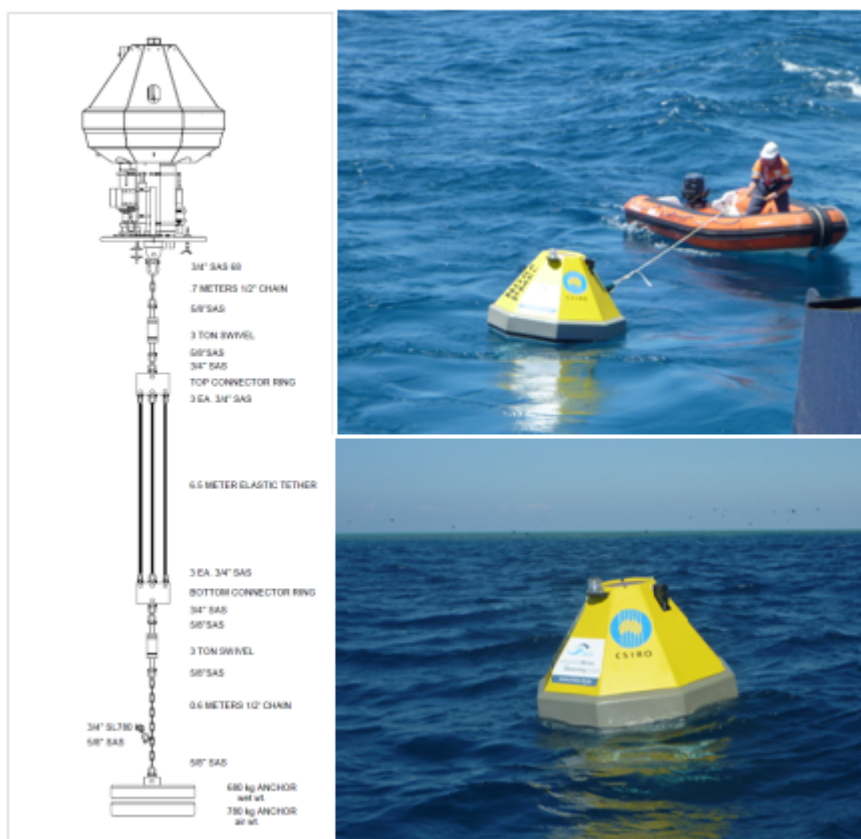 3/4" SAS 68
.7 METERS 1/2" CHAIN
5/8"SAS
3 TON SWIVEL
5/8"SAS
3/4" SAS
TOP CONNECTOR RING
3 EA. 3/4" SAS
6.5 METER ELASTIC TETHER
3 EA. 3/4" SAS
BOTTOM CONNECTOR RING
3/4" SAS
5/8"SAS
3 TON SWIVEL
5/8"SAS
0.6 METERS 1/2" CHAIN
3/4" SL780 kg
5/8" SAS
5/8" SAS
680 kg ANCHOR
wet wt.
780 kg ANCHOR
air wt.
CSIRO
CSIRO